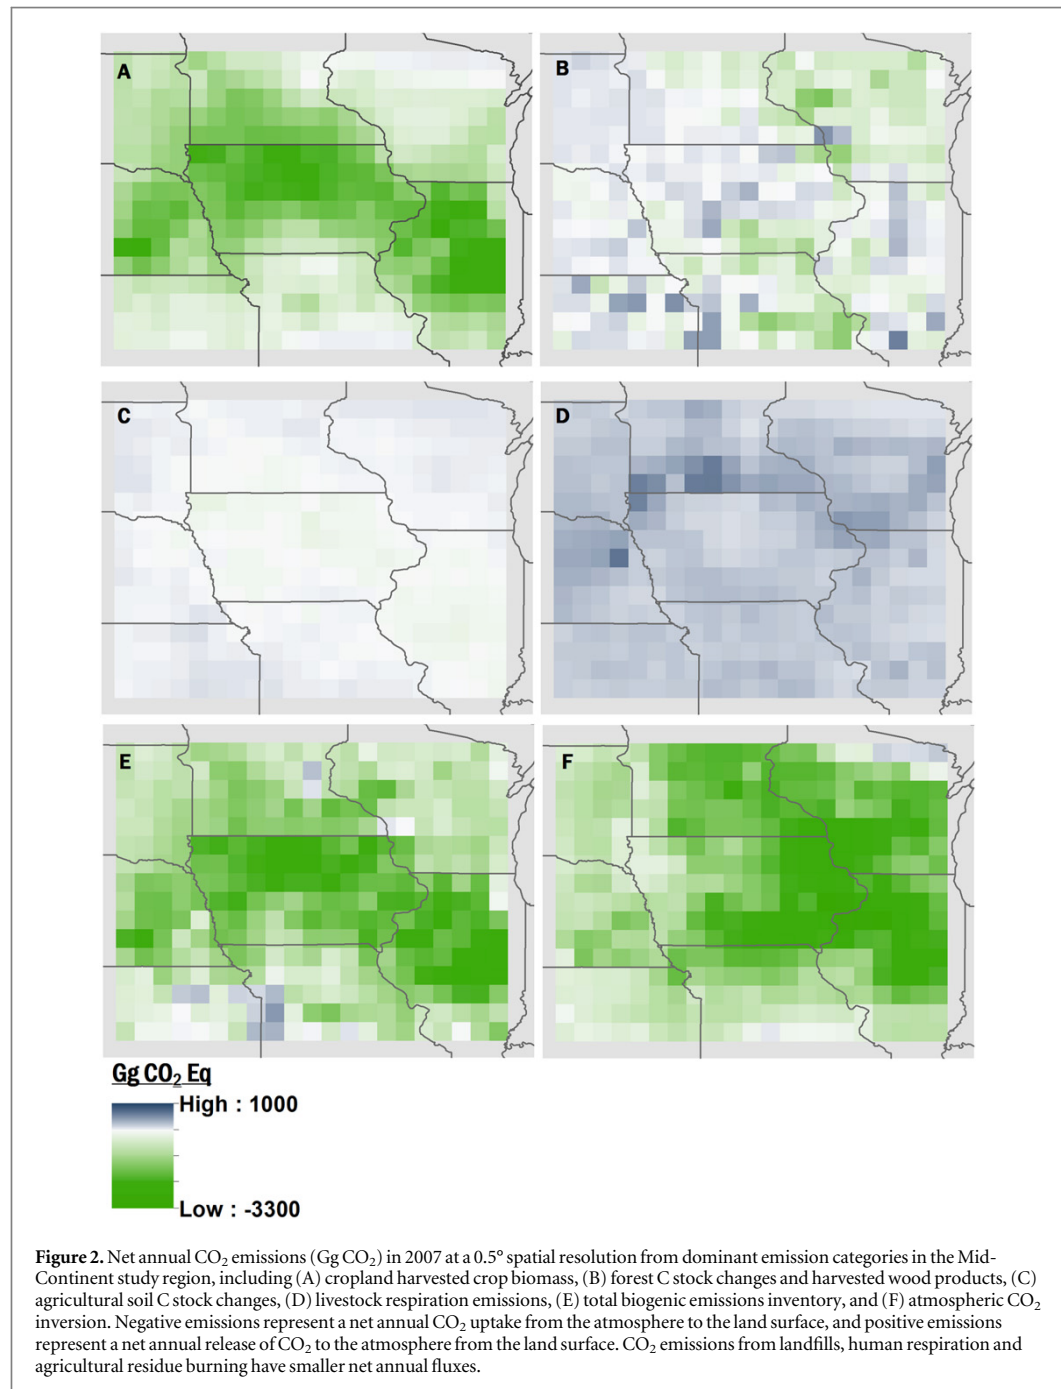 A
B
C
D
E
F
Gg CO₂ Eq
High : 1000
Low : -3300
Figure 2. Net annual CO₂ emissions (Gg CO₂) in 2007 at a 0.5° spatial resolution from dominant emission categories in the Mid-
Continent study region, including (A) cropland harvested crop biomass, (B) forest C stock changes and harvested wood products, (C)
agricultural soil C stock changes, (D) livestock respiration emissions, (E) total biogenic emissions inventory, and (F) atmospheric CO₂
inversion. Negative emissions represent a net annual CO₂ uptake from the atmosphere to the land surface, and positive emissions
represent a net annual release of CO₂ to the atmosphere from the land surface. CO₂ emissions from landfills, human respiration and
agricultural residue burning have smaller net annual fluxes.